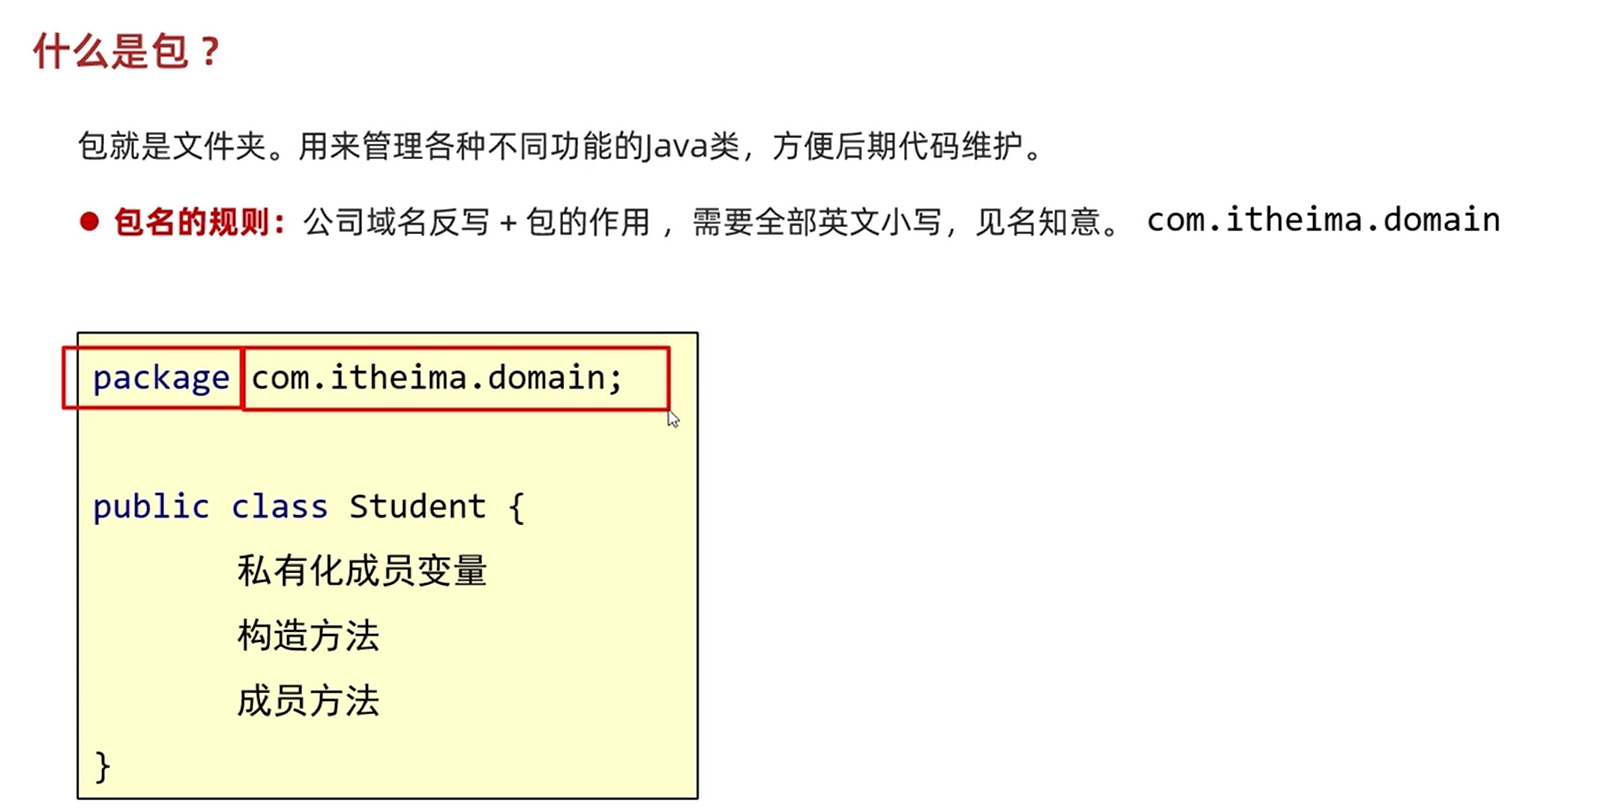 什么是包？
包就是文件夹。用来管理各种不同功能的Java类，方便后期代码维护。
● 包名的规则：公司域名反写 + 包的作用 ，需要全部英文小写，见名知意。 com.itheima.domain
package com.itheima.domain;
public class Student {
私有化成员变量
构造方法
成员方法
}